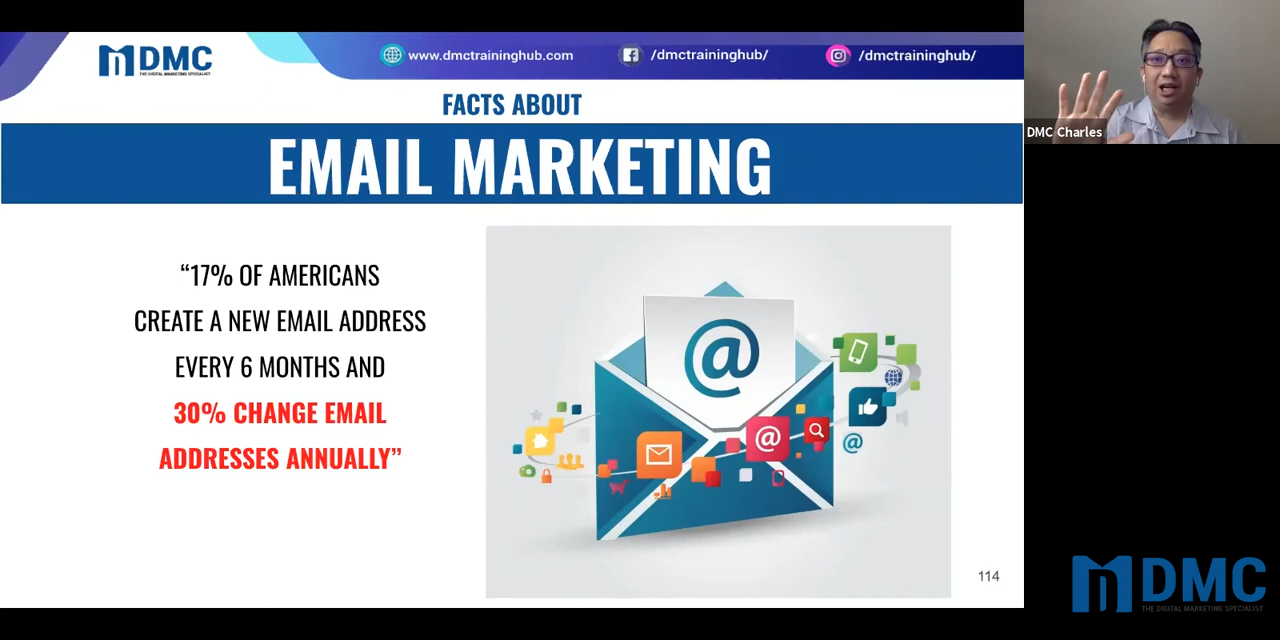 DMC
THE DIGITAL MARKETING SPECIALIST
www.dmctraininghub.com
/dmctraininghub/
/dmctraininghub/
FACTS ABOUT
EMAIL MARKETING
DMC Charles
“17% OF AMERICANS
CREATE A NEW EMAIL ADDRESS
EVERY 6 MONTHS AND
30% CHANGE EMAIL
ADDRESSES ANNUALLY”
@
@
@
114
DMC
THE DIGITAL MARKETING SPECIALIST